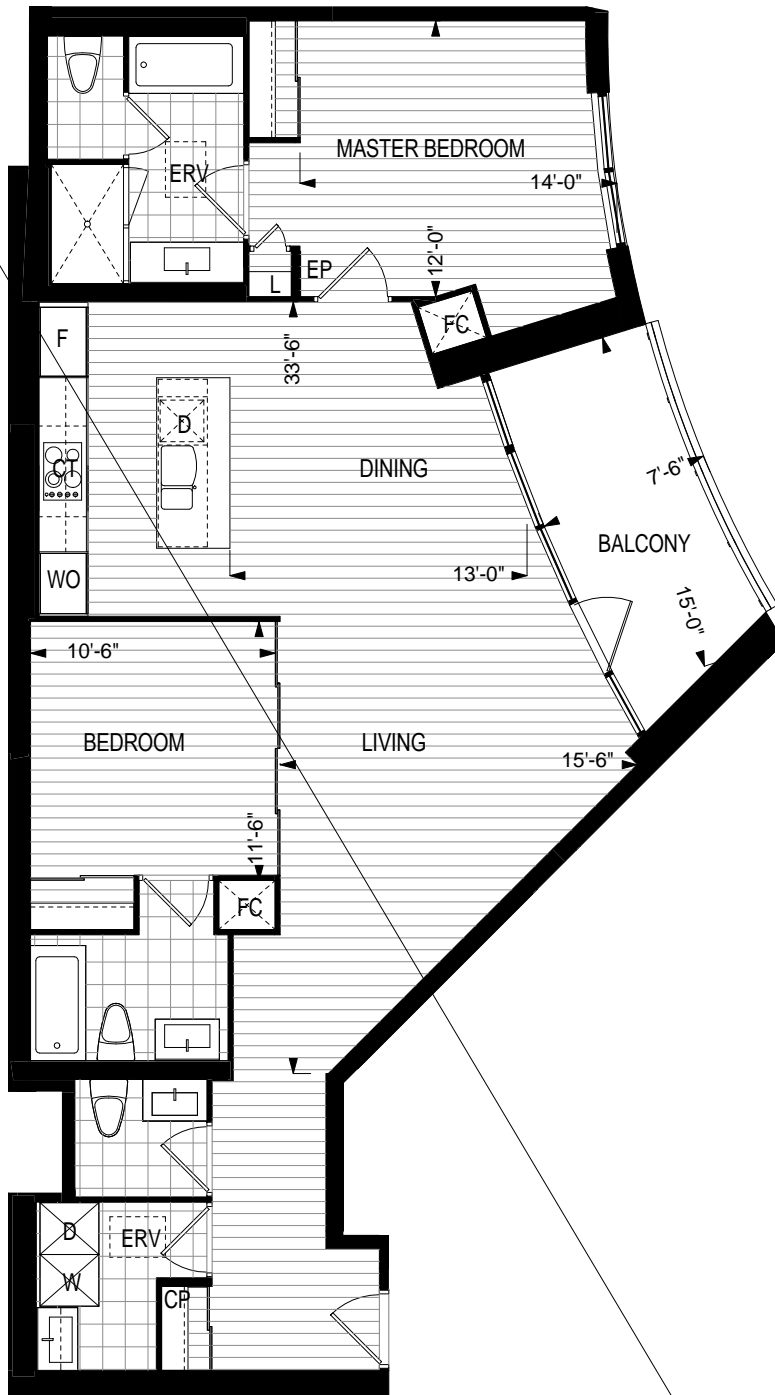 MASTER BEDROOM
ERV
14'-0"
12'-0"
EP
L
F
FC
33'-6"
D
CT
DINING
7'-6"
BALCONY
WO
13'-0"
15'-0"
10'-6"
BEDROOM
LIVING
15'-6"
11'-6"
FC
D
ERV
W
CP